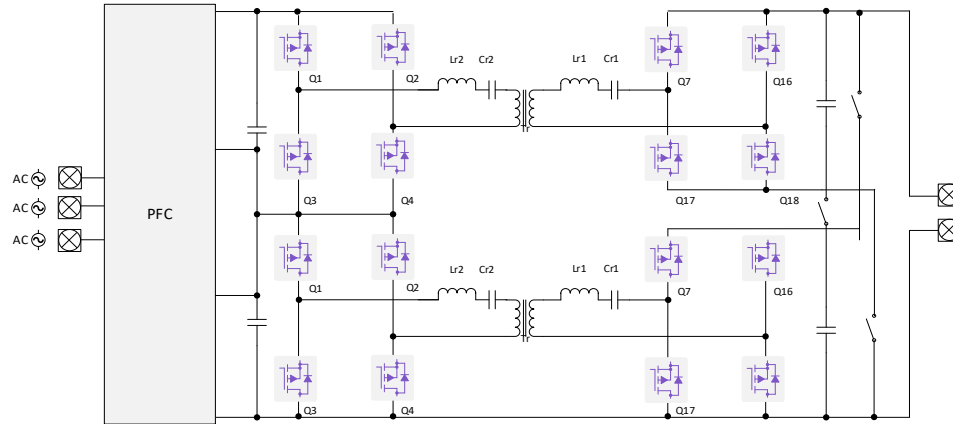 Q1
Q2
Lr2 Cr2
Lr1 Cr1
Q7
Q16
Tr
AC
AC
AC
PFC
Q3
Q4
Q17
Q18
Q1
Q2
Lr2 Cr2
Lr1 Cr1
Q7
Q16
Tr
Q3
Q4
Q17